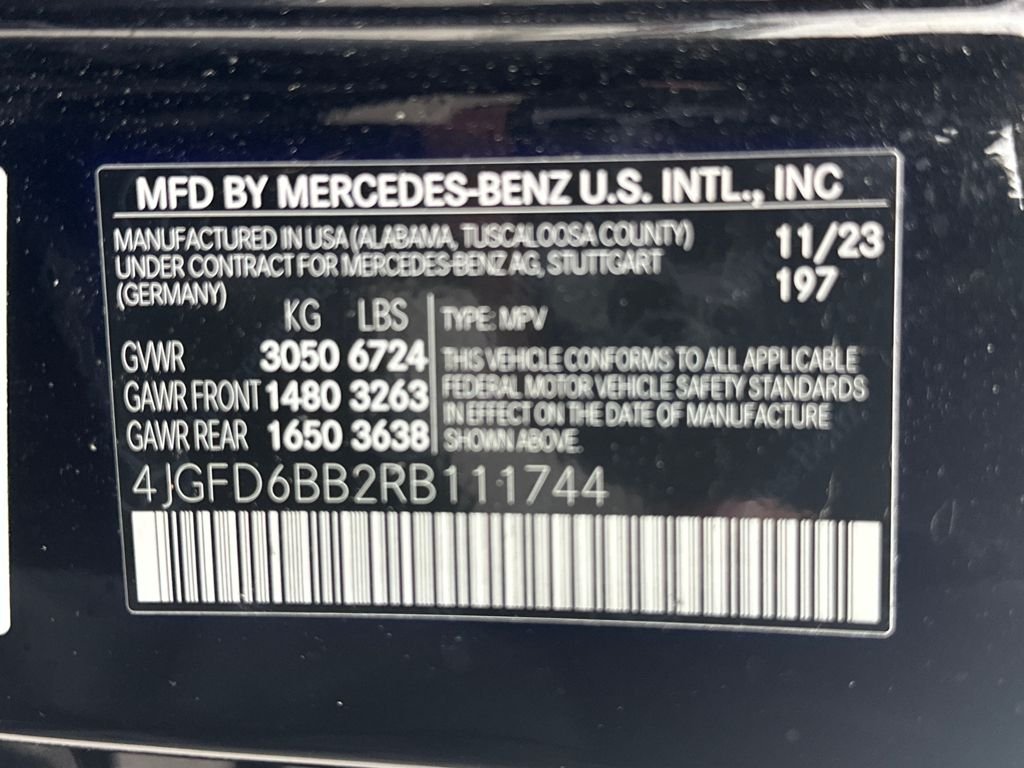 MFD BY MERCEDES-BENZ U.S. INTL., INC
MANUFACTURED IN USA (ALABAMA, TUSCALOOSA COUNTY) 11/23
UNDER CONTRACT FOR MERCEDES-BENZ AG, STUTTGART 197
(GERMANY)
KG LBS TYPE: MPV
GVWR 3050 6724 THIS VEHICLE CONFORMS TO ALL APPLICABLE
GAWR FRONT 1480 3263 FEDERAL MOTOR VEHICLE SAFETY STANDARDS
IN EFFECT ON THE DATE OF MANUFACTURE
GAWR REAR 1650 3638 SHOWN ABOVE.
4JGFD6BB2RB111744